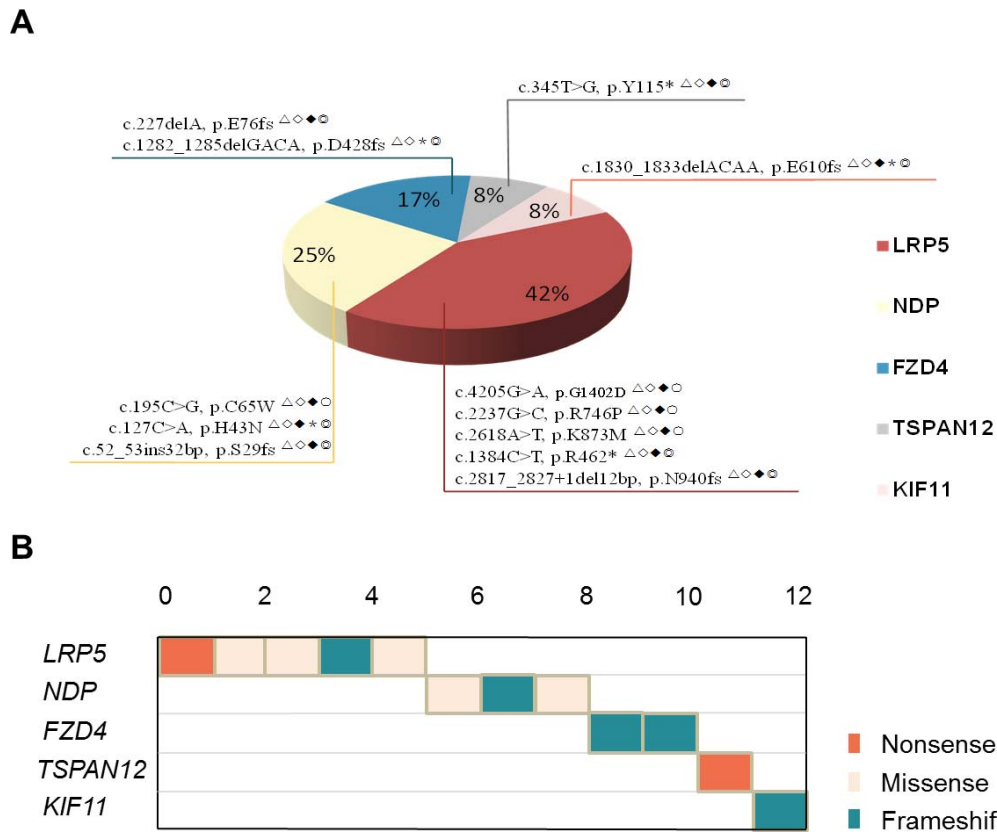 A
c.345T>G, p.Y115* △◇◆◎
c.227delA, p.E76fs △◇◆◎
c.1282_1285delGACA, p.D428fs △◇*◎
c.1830_1833delACAA, p.E610fs △◇◆*◎
17%
8%
8%
25%
42%
LRP5
NDP
FZD4
TSPAN12
KIF11
c.195C>G, p.C65W △◇◆○
c.127C>A, p.H43N △◇◆*◎
c.52_53ins32bp, p.S29fs △◇◆◎
c.4205G>A, p.G1402D △◇◆○
c.2237G>C, p.R746P △◇◆○
c.2618A>T, p.K873M △◇◆○
c.1384C>T, p.R462* △◇◆◎
c.2817_2827+1del12bp, p.N940fs △◇◆◎
B
0 2 4 6 8 10 12
LRP5
NDP
FZD4
TSPAN12
KIF11
Nonsense
Missense
Frameshif